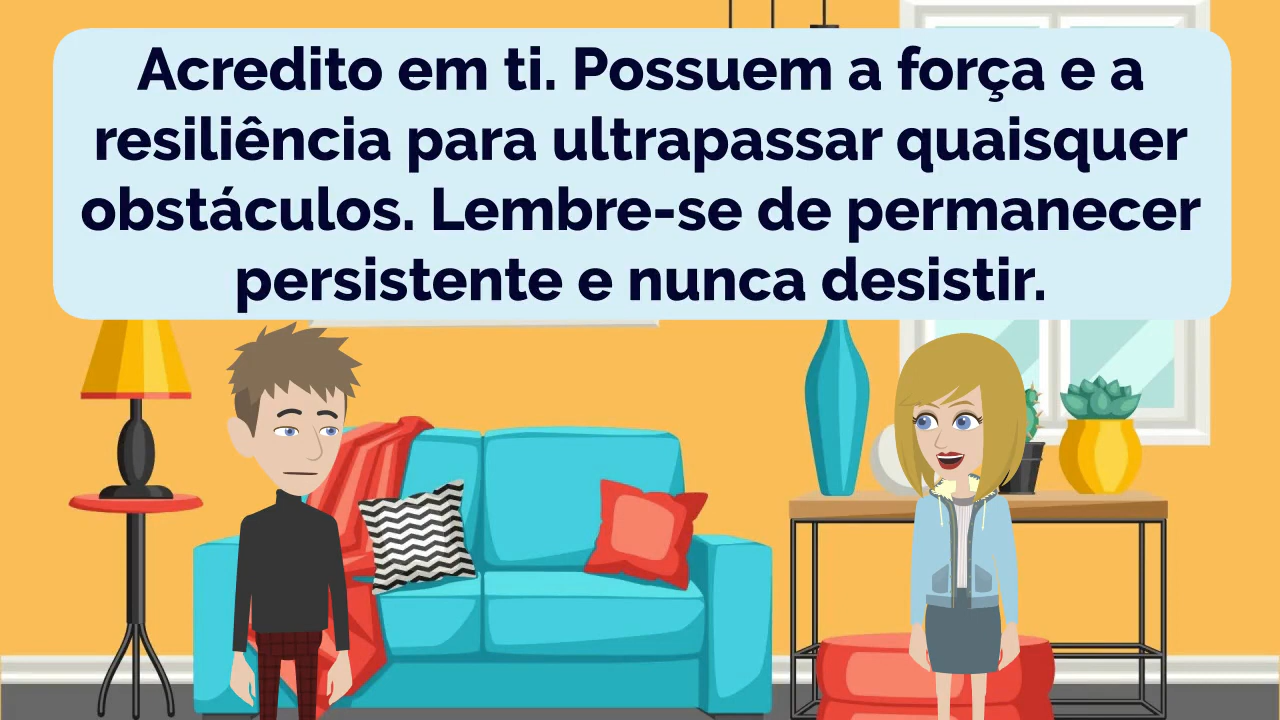 Acredito em ti. Possuem a força e a
resiliência para ultrapassar quaisquer
obstáculos. Lembre-se de permanecer
persistente e nunca desistir.